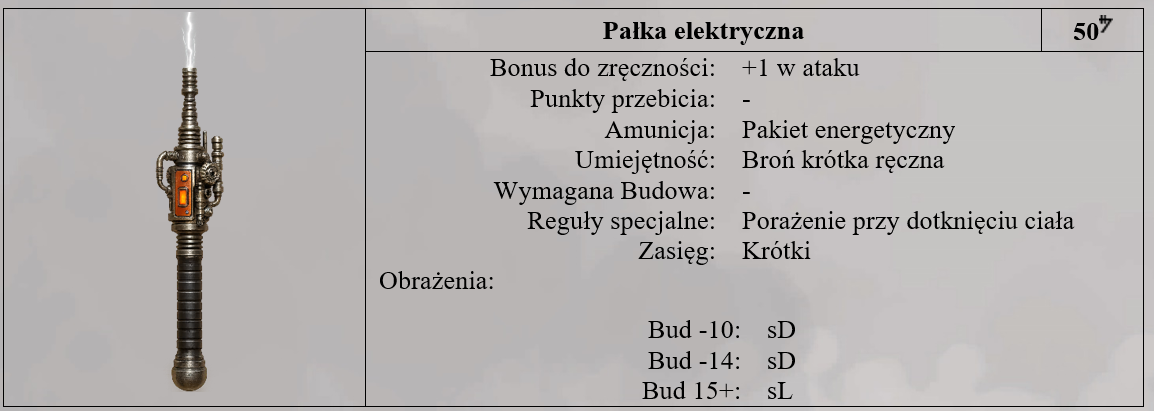 Pałka elektryczna 50
Bonus do zręczności: +1 w ataku
Punkty przebicia: -
Amunicja: Pakiet energetyczny
Umiejętność: Broń krótka ręczna
Wymagana Budowa: -
Reguły specjalne: Porażenie przy dotknięciu ciała
Zasięg: Krótki
Obrażenia:
Bud -10: sD
Bud -14: sD
Bud 15+: sL